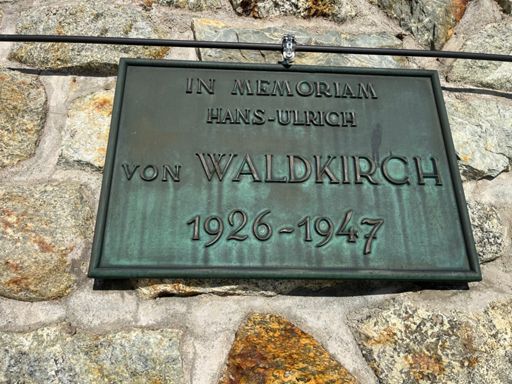 IN MEMORIAM
HANS-ULRICH
VON WALDKIRCH
1926-1947